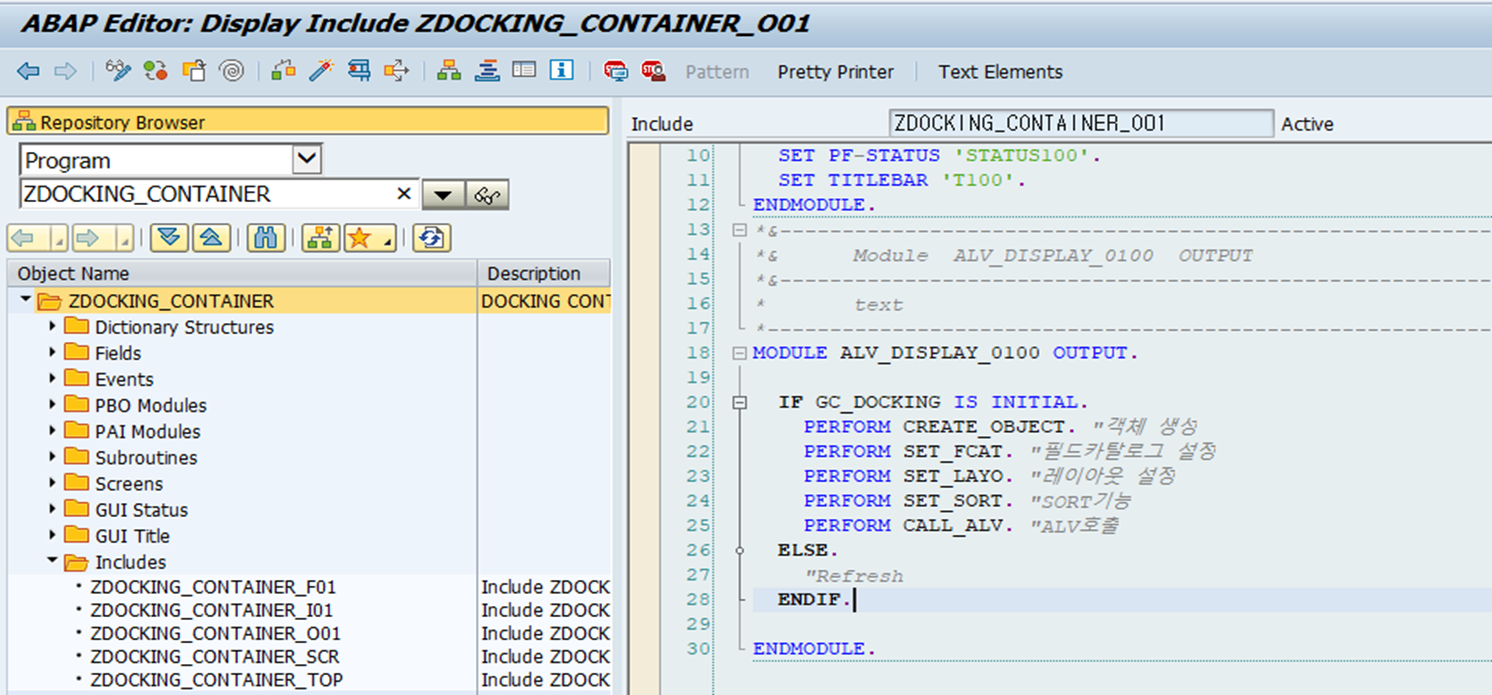 ABAP Editor: Display Include ZDOCKING_CONTAINER_O01
Pattern Pretty Printer Text Elements
Repository Browser
Program
ZDOCKING_CONTAINER
Object Name Description
ZDOCKING_CONTAINER DOCKING CONT
Dictionary Structures
Fields
Events
PBO Modules
PAI Modules
Subroutines
Screens
GUI Status
GUI Title
Includes
ZDOCKING_CONTAINER_F01 Include ZDOCK
ZDOCKING_CONTAINER_I01 Include ZDOCK
ZDOCKING_CONTAINER_O01 Include ZDOCK
ZDOCKING_CONTAINER_SCR Include ZDOCK
ZDOCKING_CONTAINER_TOP Include ZDOCK
Include ZDOCKING_CONTAINER_O01 Active
10 SET PF-STATUS 'STATUS100'.
11 SET TITLEBAR 'T100'.
12 ENDMODULE.
13 *&---------------------------------------------------------
14 *& Module ALV_DISPLAY_0100 OUTPUT
15 *&---------------------------------------------------------
16 * text
17 *----------------------------------------------------------
18 MODULE ALV_DISPLAY_0100 OUTPUT.
19
20 IF GC_DOCKING IS INITIAL.
21 PERFORM CREATE_OBJECT. "객체 생성
22 PERFORM SET_FCAT. "필드카탈로그 설정
23 PERFORM SET_LAYO. "레이아웃 설정
24 PERFORM SET_SORT. "SORT기능
25 PERFORM CALL_ALV. "ALV호출
26 ELSE.
27 "Refresh
28 ENDIF.
29
30 ENDMODULE.